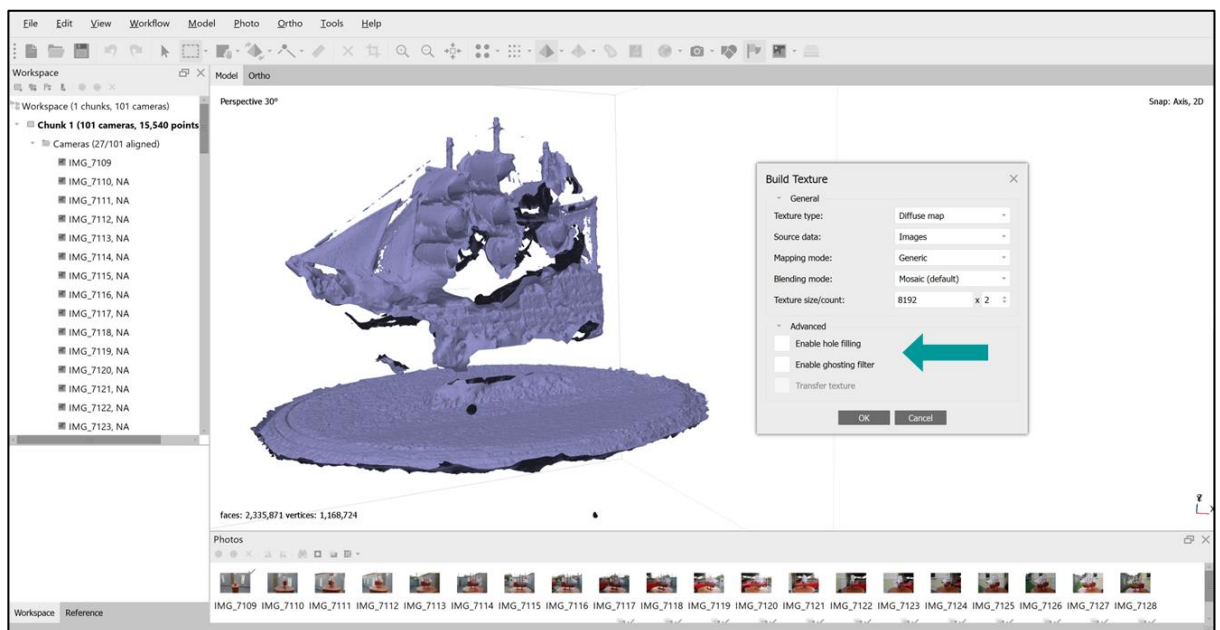 File Edit View Workflow Model Photo Ortho Tools Help
Workspace
Model Ortho
Workspace (1 chunks, 101 cameras)
Chunk 1 (101 cameras, 15,540 points
Cameras (27/101 aligned)
IMG_7109
IMG_7110, NA
IMG_7111, NA
IMG_7112, NA
IMG_7113, NA
IMG_7114, NA
IMG_7115, NA
IMG_7116, NA
IMG_7117, NA
IMG_7118, NA
IMG_7119, NA
IMG_7120, NA
IMG_7121, NA
IMG_7122, NA
IMG_7123, NA
Perspective 30°
Snap: Axis, 2D
Build Texture
General
Texture type: Diffuse map
Source data: Images
Mapping mode: Generic
Blending mode: Mosaic (default)
Texture size/count: 8192 x 2
Advanced
Enable hole filling
Enable ghosting filter
Transfer texture
OK Cancel
faces: 2,335,871 vertices: 1,168,724
Photos
IMG_7109 IMG_7110 IMG_7111 IMG_7112 IMG_7113 IMG_7114 IMG_7115 IMG_7116 IMG_7117 IMG_7118 IMG_7119 IMG_7120 IMG_7121 IMG_7122 IMG_7123 IMG_7124 IMG_7125 IMG_7126 IMG_7127 IMG_7128
Workspace Reference